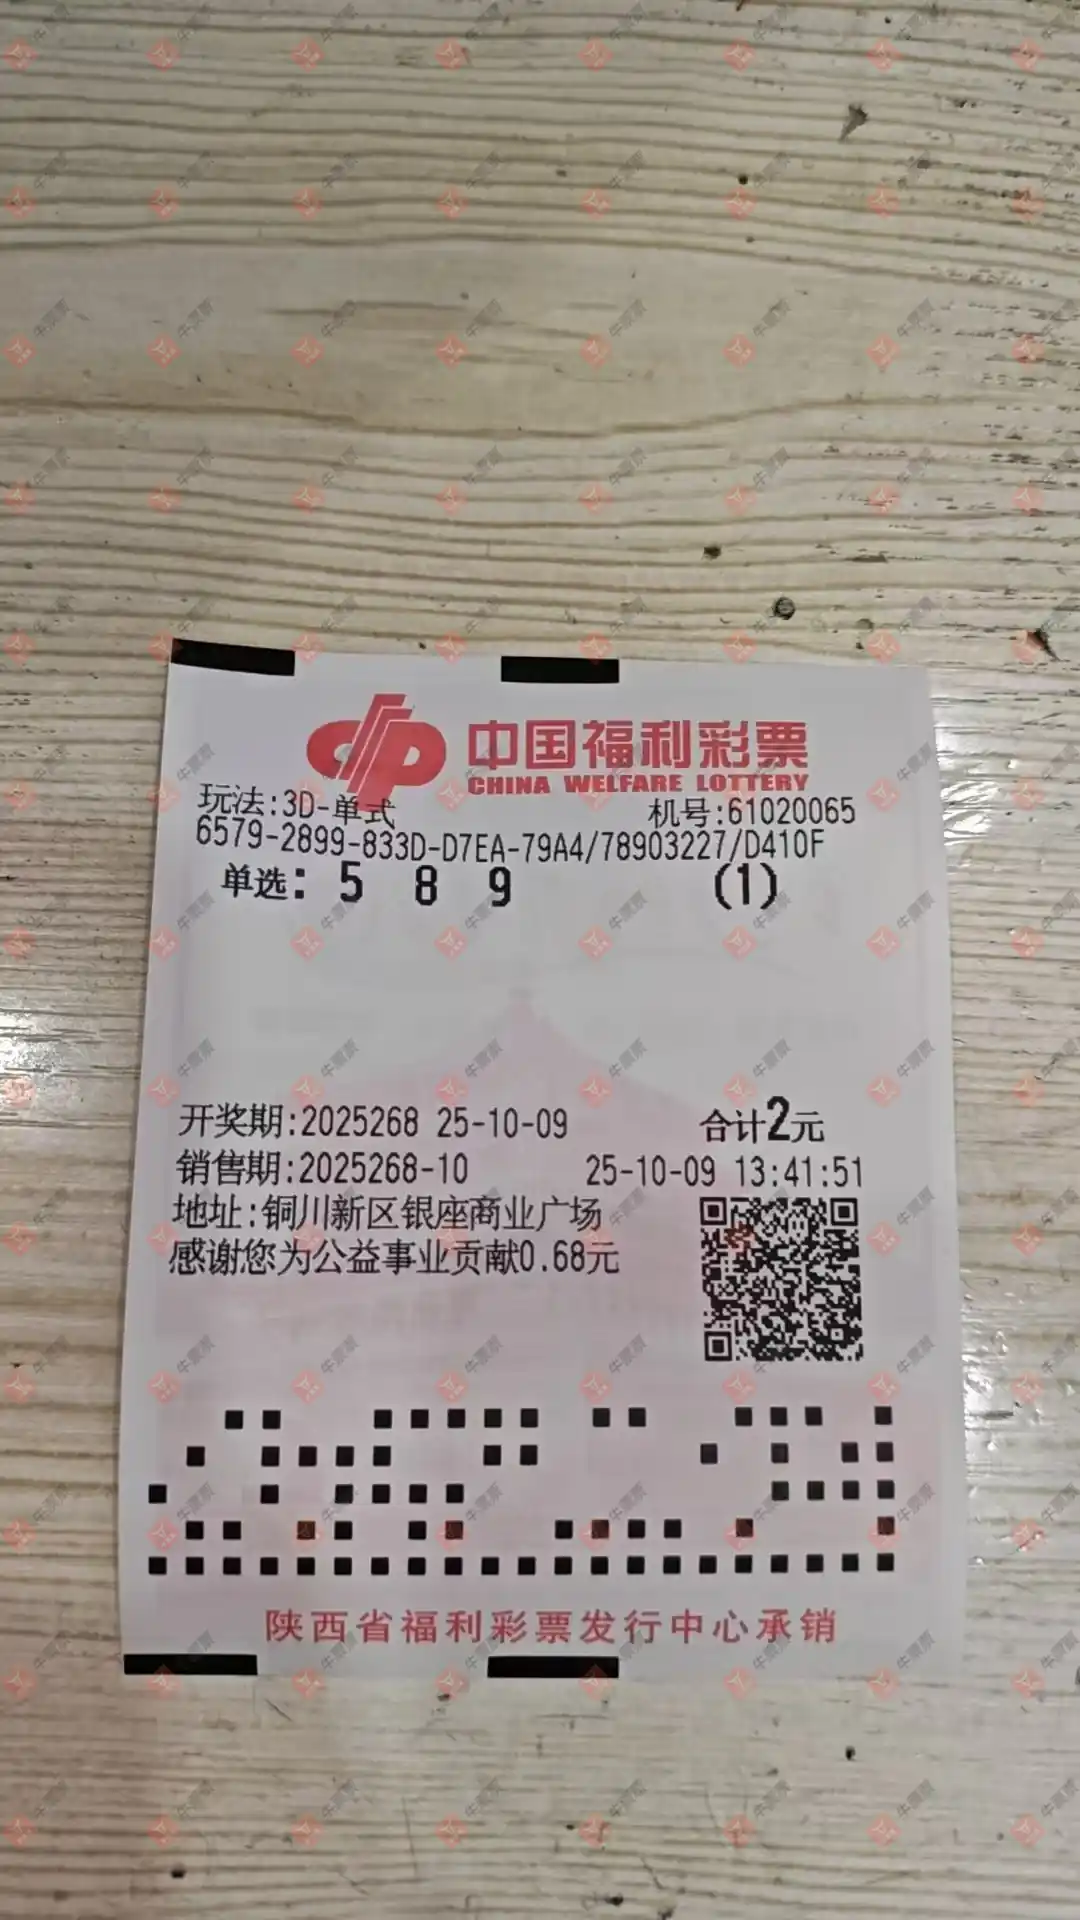 中国福利彩票
CHINA WELFARE LOTTERY
玩法:3D-单式 机号:61020065
6579-2899-833D-D7EA-79A4/78903227/D410F
单选: 5 8 9 (1)
开奖期:2025268 25-10-09 合计2元
销售期:2025268-10 25-10-09 13:41:51
地址:铜川新区银座商业广场
感谢您为公益事业贡献0.68元
陕西省福利彩票发行中心承销